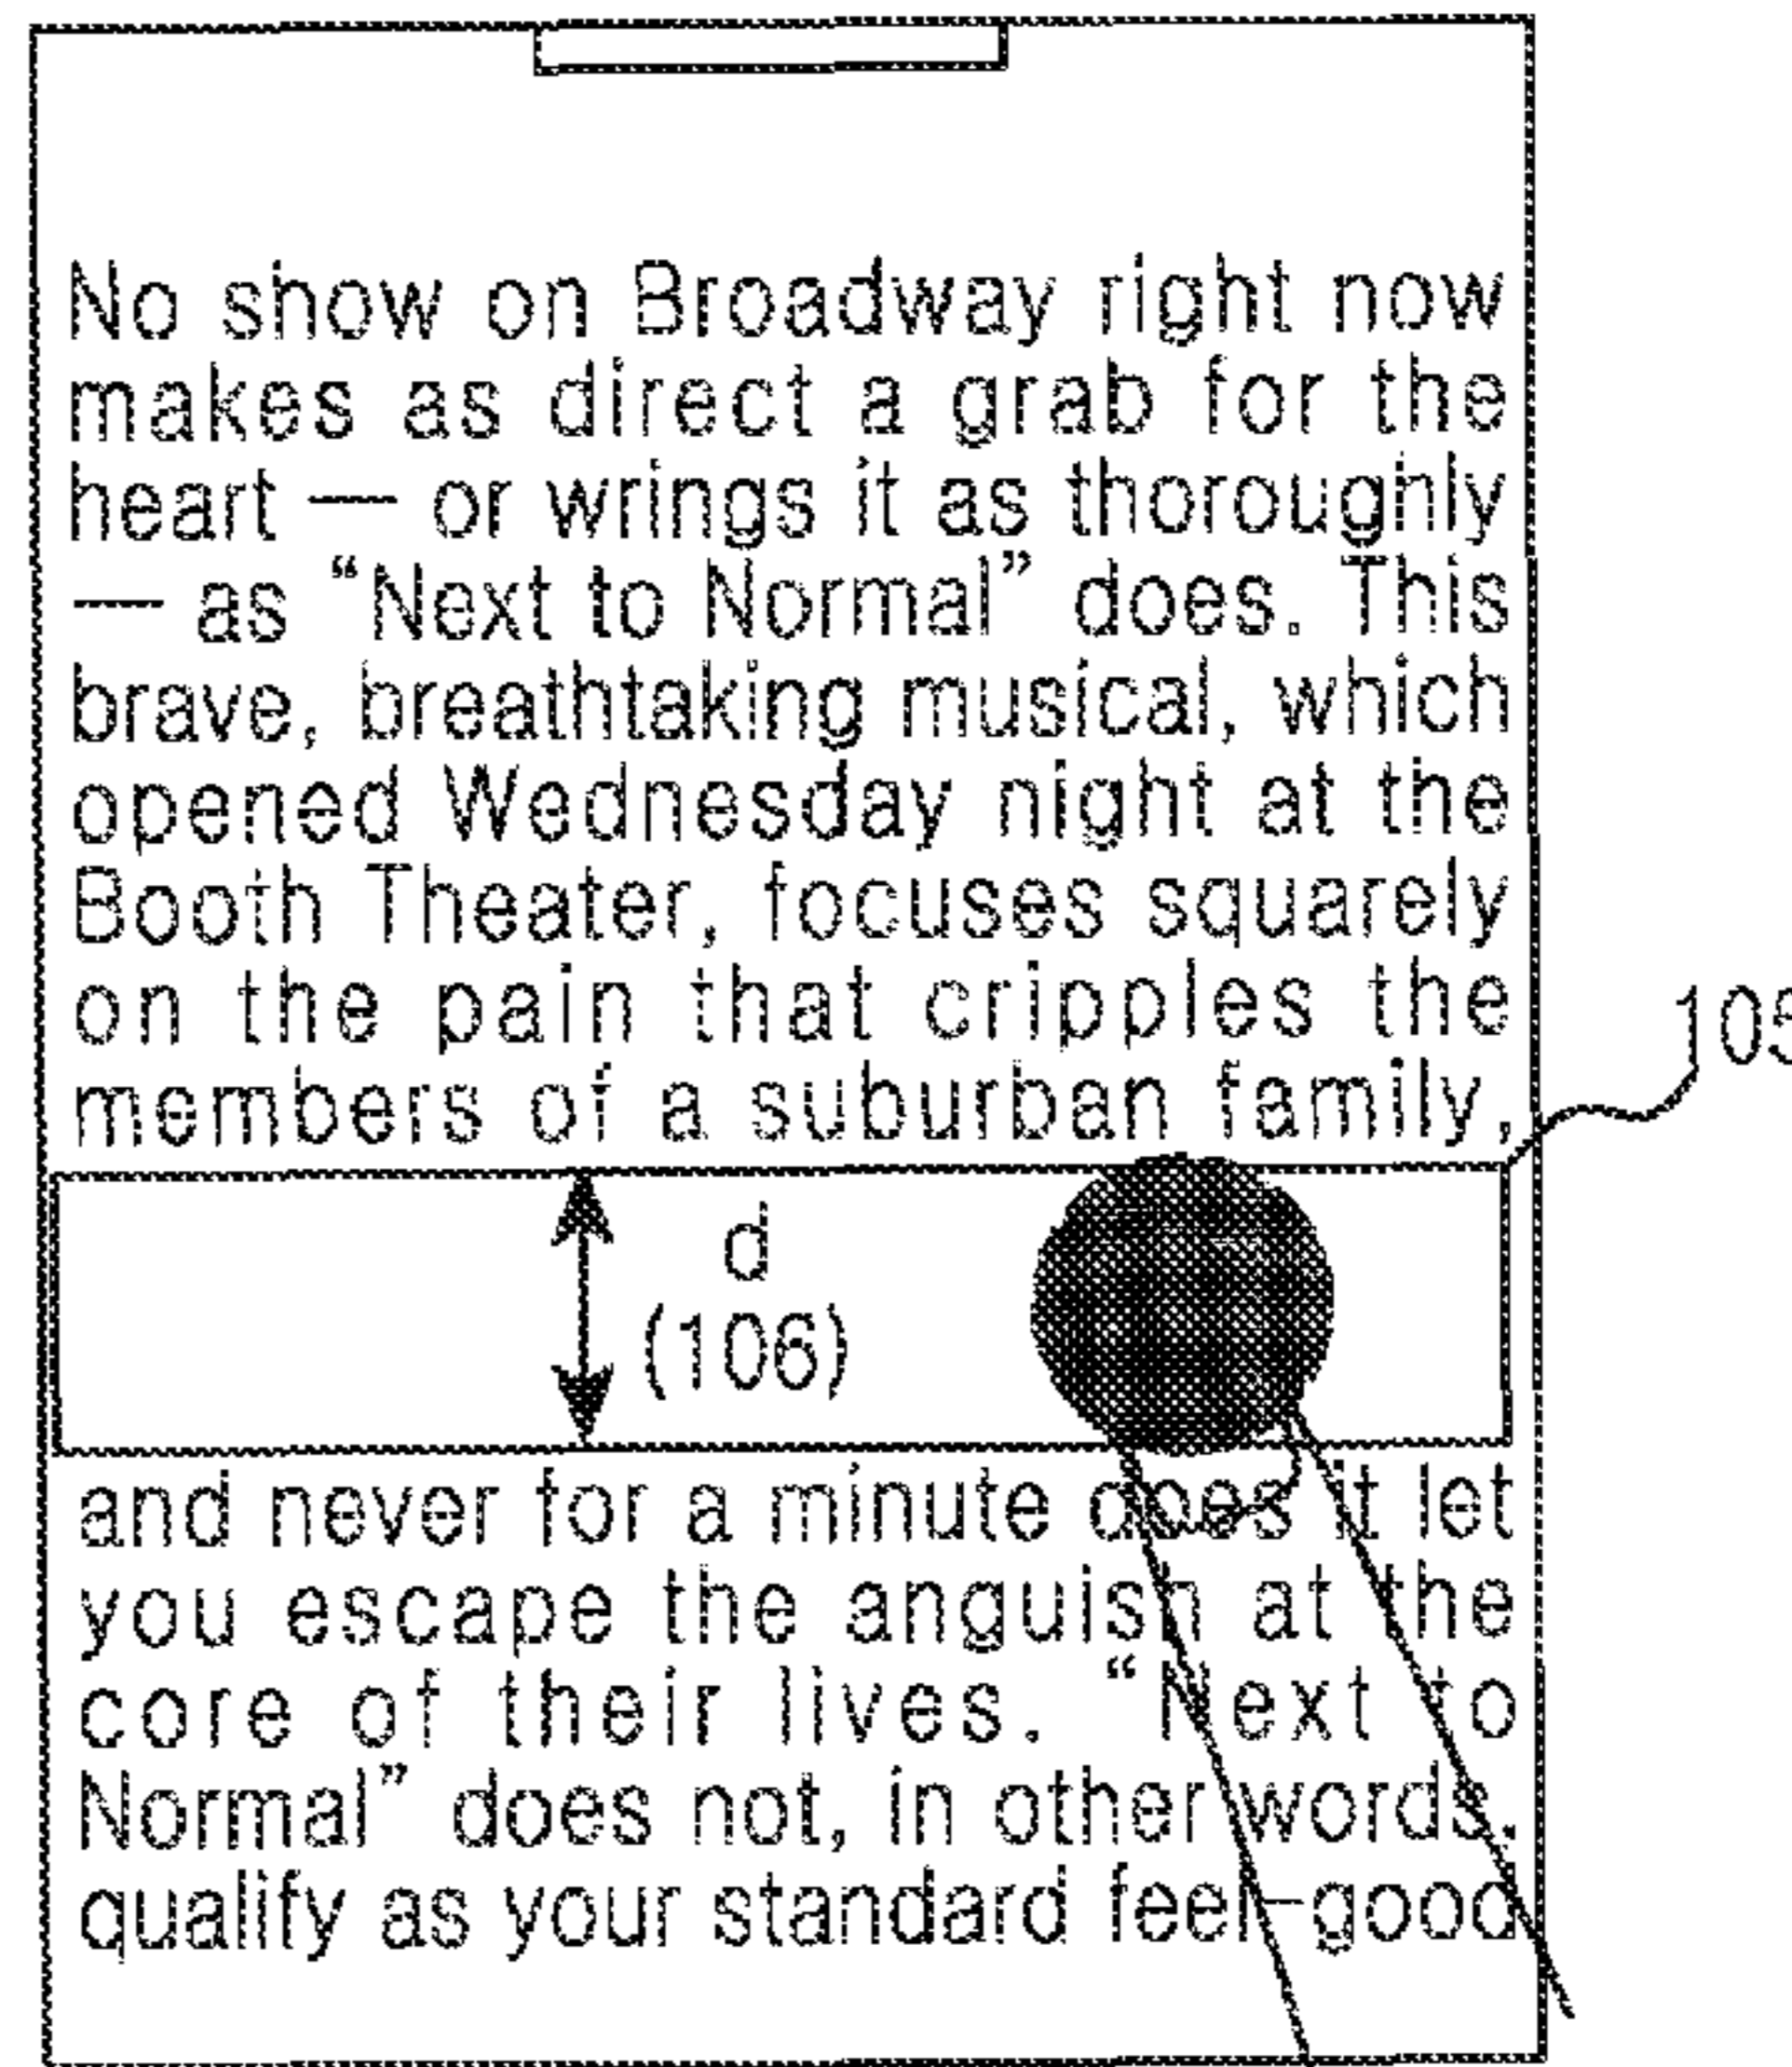 No show on Broadway right now
makes as direct a grab for the
heart — or wrings it as thoroughly
— as “Next to Normal” does. This
brave, breathtaking musical, which
opened Wednesday night at the
Booth Theater, focuses squarely
on the pain that cripples the
105
members of a suburban family,
d
(106)
and never for a minute does it let
you escape the anguish at the
core of their lives. “Next to
Normal” does not, in other words,
qualify as your standard feel-good